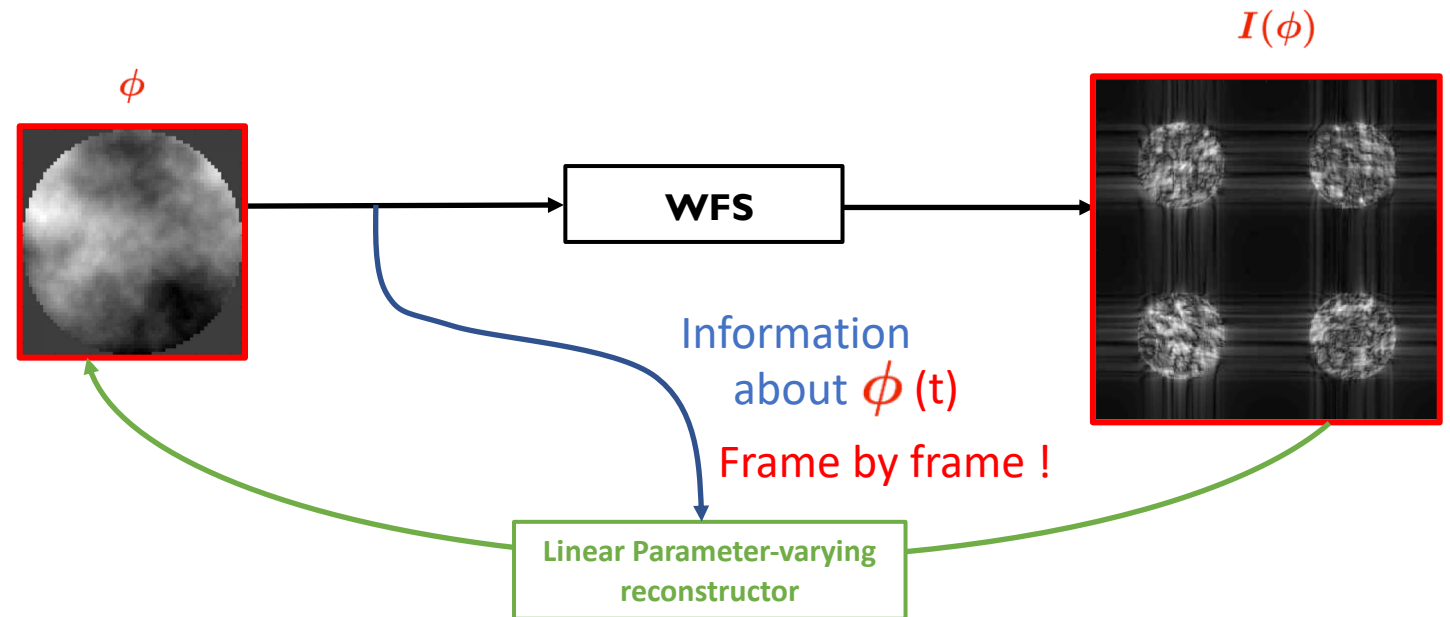 I(ϕ)
ϕ
WFS
Information
about ϕ (t)
Frame by frame !
Linear Parameter-varying
reconstructor